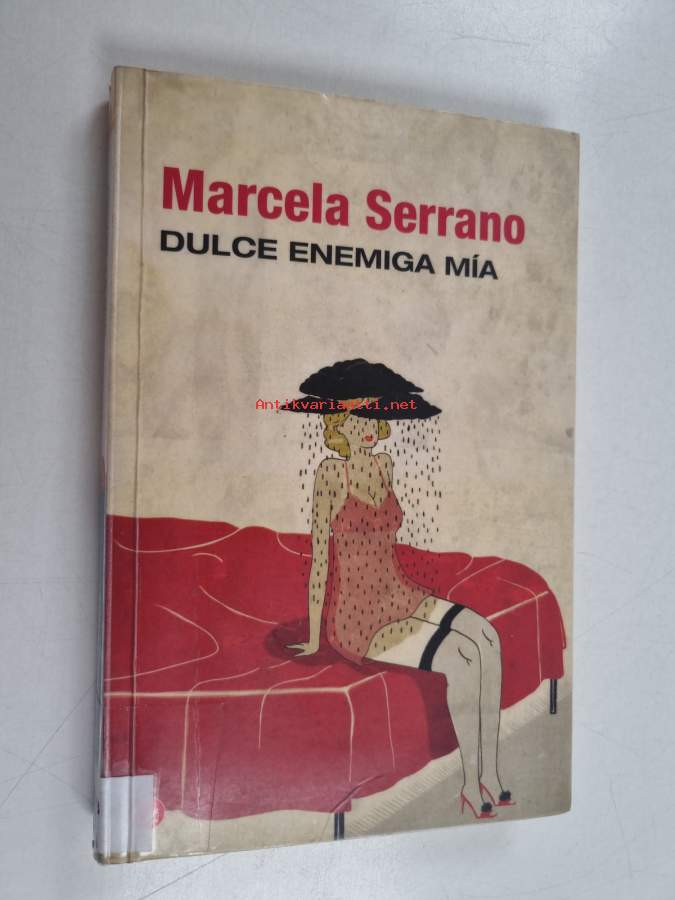 Marcela Serrano
DULCE ENEMIGA MÍA
Antikvariaatti.net